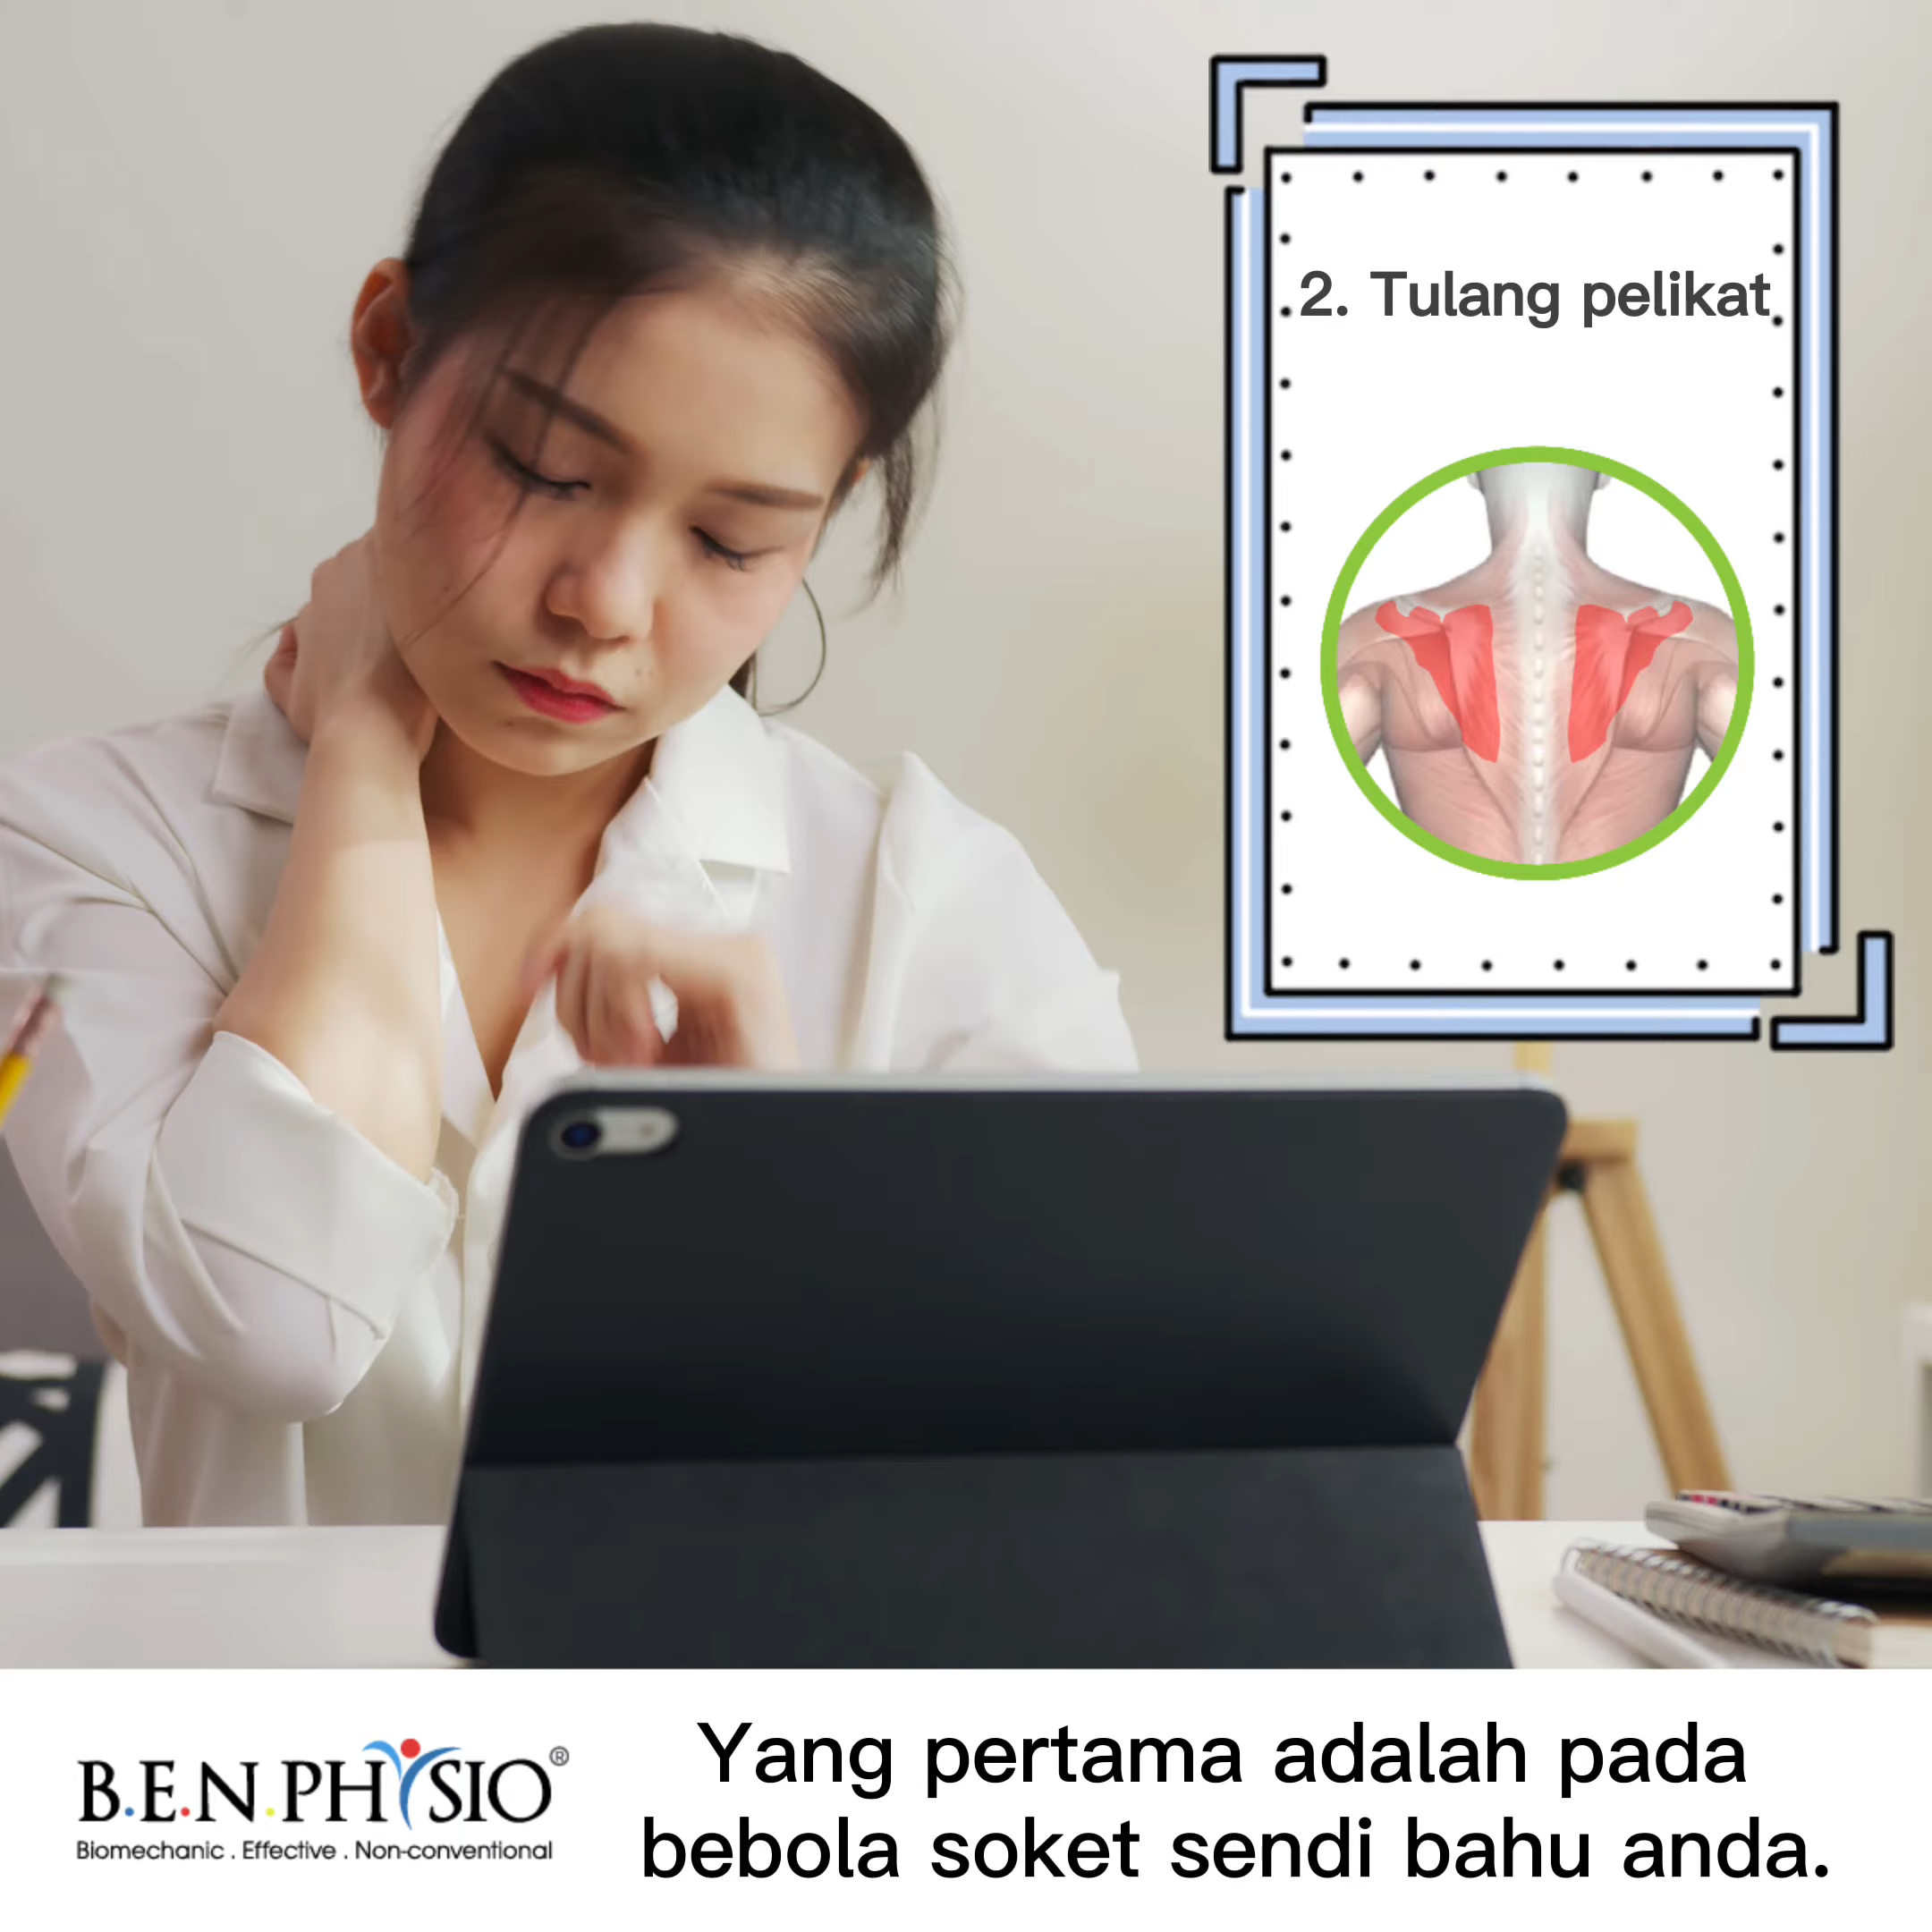 2. Tulang pelikat
B.E.N.PHYSIO®
Biomechanic . Effective . Non-conventional
Yang pertama adalah pada
bebola soket sendi bahu anda.